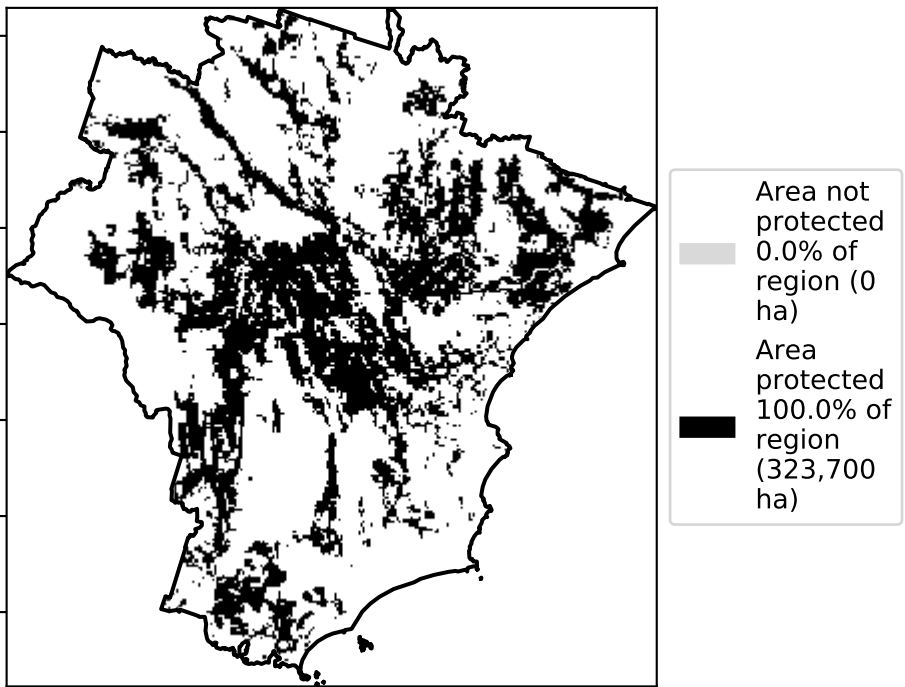 Area not
protected
0.0% of
region (0
ha)
Area
protected
100.0% of
region
(323,700
ha)